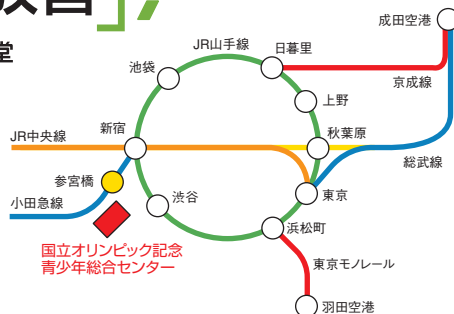 堂
成田空港
JR山手線
日暮里
池袋
京成線
上野
JR中央線
新宿
秋葉原
総武線
参宮橋
渋谷
東京
小田急線
浜松町
国立オリンピック記念
青少年総合センター
東京モノレール
羽田空港